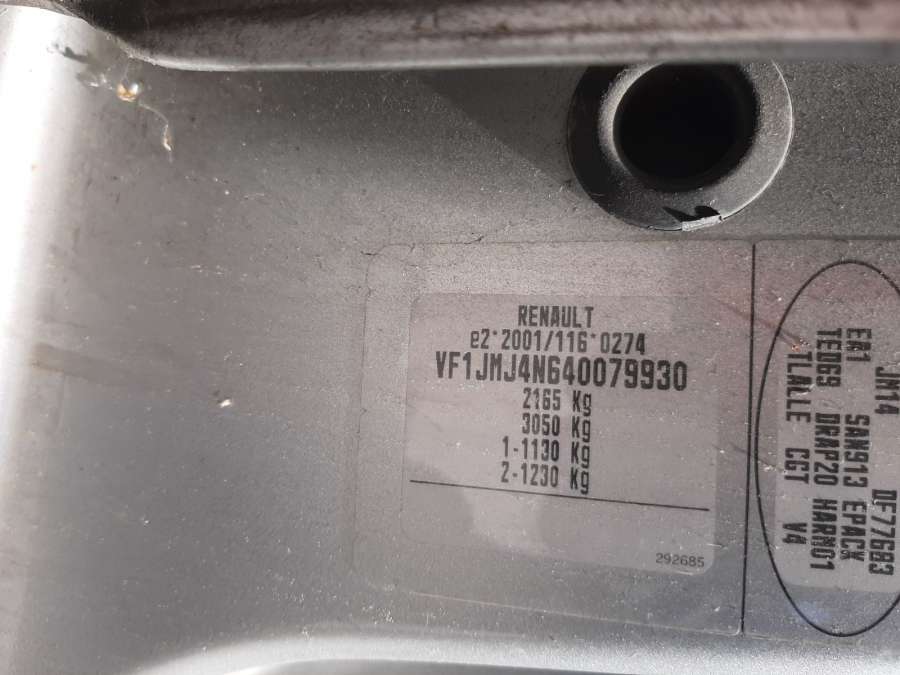 RENAULT
e2*2001/116*0274
VF1JMJ4N640079930
2165 Kg
3050 Kg
1-1130 Kg
2-1230 Kg
292685
JM14 DF77683
EA1 SAN913 EPACK
TED69 DRAP20 HARN01
TLALLE CGT V4